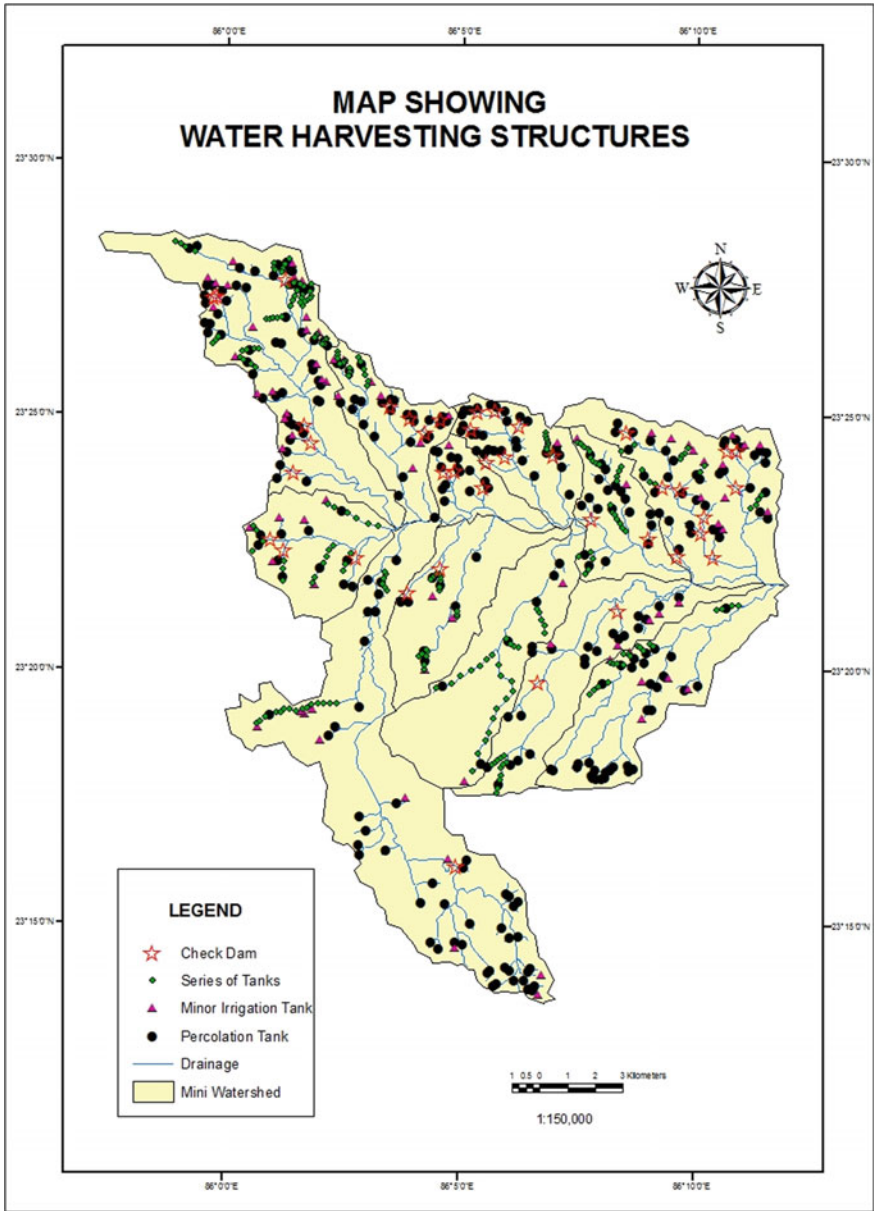 86°0'0"E 86°5'0"E 86°10'0"E
MAP SHOWING
WATER HARVESTING STRUCTURES
23°30'0"N 23°30'0"N
N
W E
S
23°25'0"N 23°25'0"N
23°20'0"N 23°20'0"N
23°15'0"N 23°15'0"N
LEGEND
Check Dam
Series of Tanks
Minor Irrigation Tank
Percolation Tank
Drainage
Mini Watershed
1 0.5 0 1 2 3 Kilometers
1:150,000
86°0'0"E 86°5'0"E 86°10'0"E